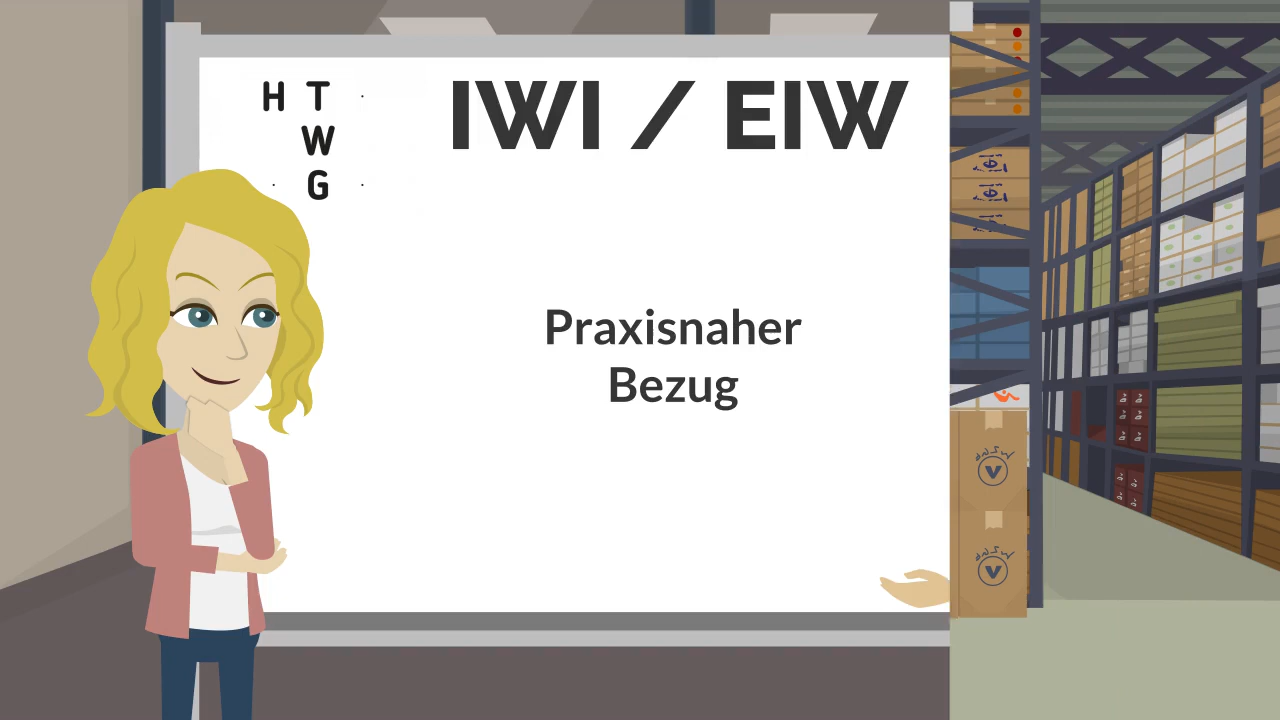 H T
W
G
IWI / EIW
Praxisnaher
Bezug
V
V